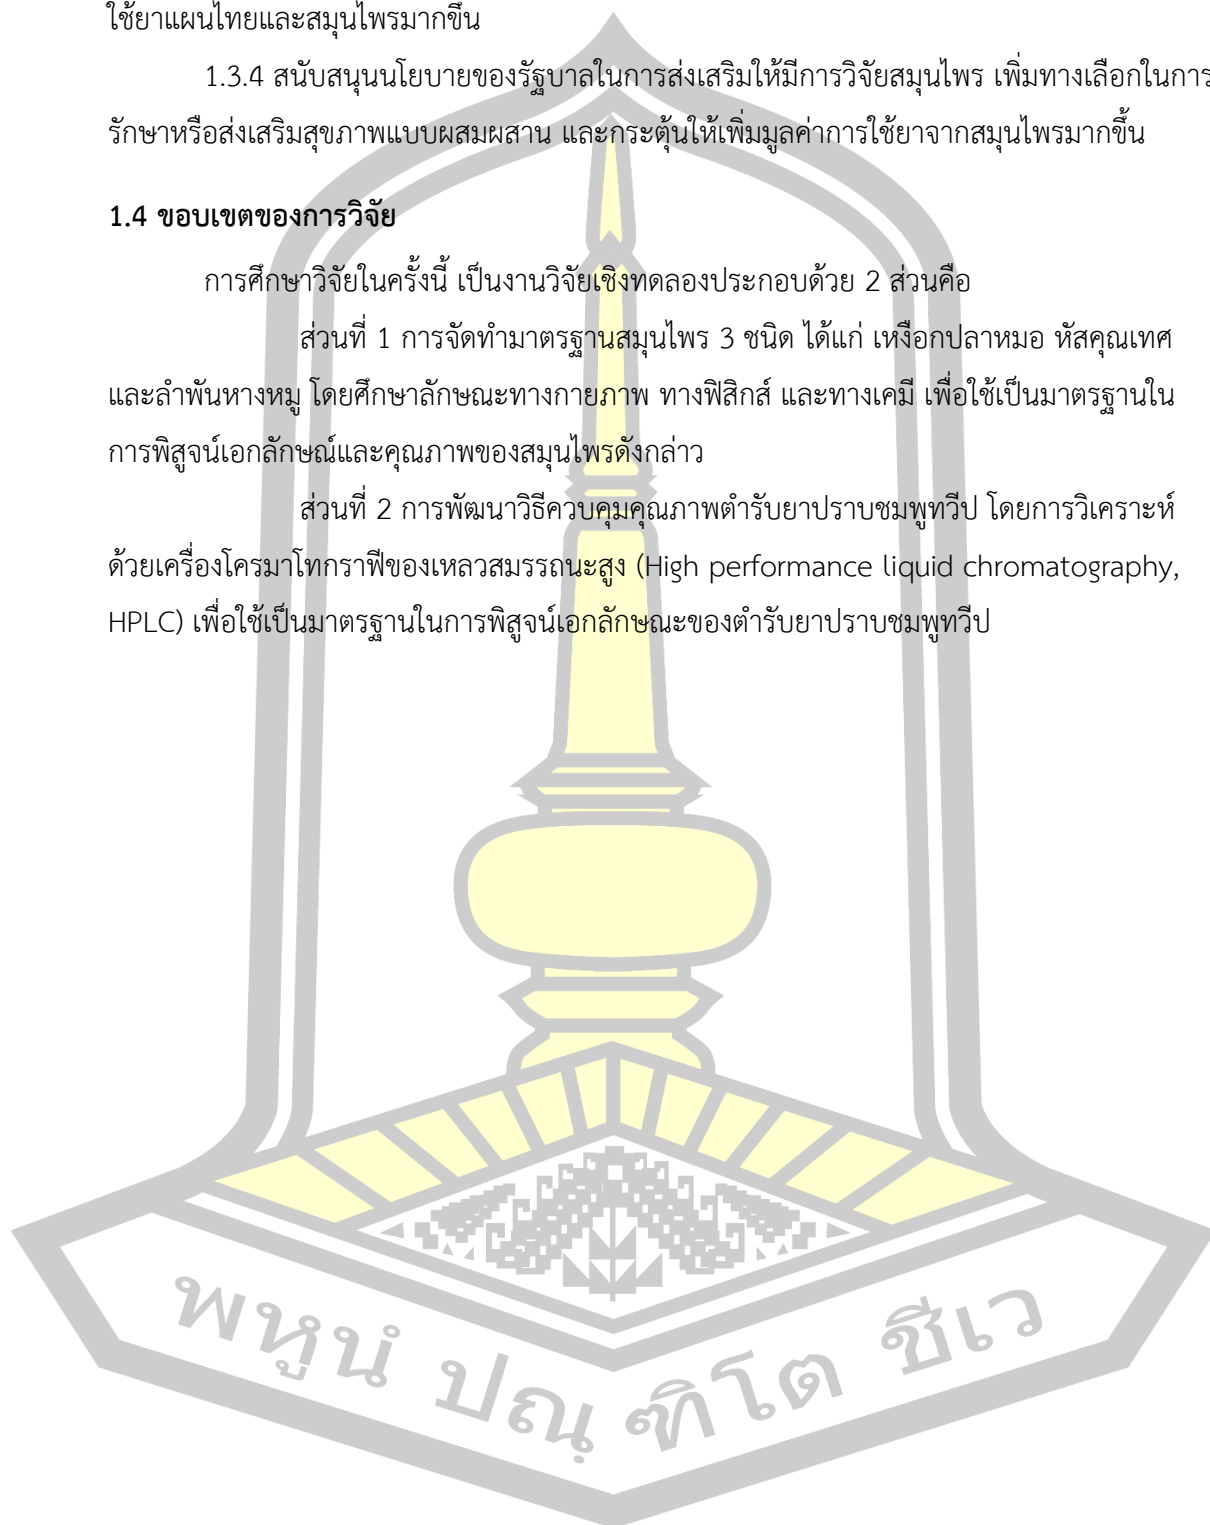 ใช้ยาแผนไทยและสมุนไพรมากขึ้น
1.3.4 สนับสนุนนโยบายของรัฐบาลในการส่งเสริมให้มีการวิจัยสมุนไพร เพิ่มทางเลือกในการ
รักษาหรือส่งเสริมสุขภาพแบบผสมผสาน และกระตุ้นให้เพิ่มมูลค่าการใช้ยาจากสมุนไพรมากขึ้น
1.4 ขอบเขตของการวิจัย
การศึกษาวิจัยในครั้งนี้ เป็นงานวิจัยเชิงทดลองประกอบด้วย 2 ส่วนคือ
ส่วนที่ 1 การจัดทำมาตรฐานสมุนไพร 3 ชนิด ได้แก่ เหงือกปลาหมอ หัสคุณเทศ
และลำพันหางหมู โดยศึกษาลักษณะทางกายภาพ ทางฟิสิกส์ และทางเคมี เพื่อใช้เป็นมาตรฐานใน
การพิสูจน์เอกลักษณ์และคุณภาพของสมุนไพรดังกล่าว
ส่วนที่ 2 การพัฒนาวิธีควบคุมคุณภาพตำรับยาปราบชมพูทวีป โดยการวิเคราะห์
ด้วยเครื่องโครมาโทกราฟีของเหลวสมรรถนะสูง (High performance liquid chromatography,
HPLC) เพื่อใช้เป็นมาตรฐานในการพิสูจน์เอกลักษณะของตำรับยาปราบชมพูทวีป
พหูนํ ปณฺ ฑิโต ชีเว